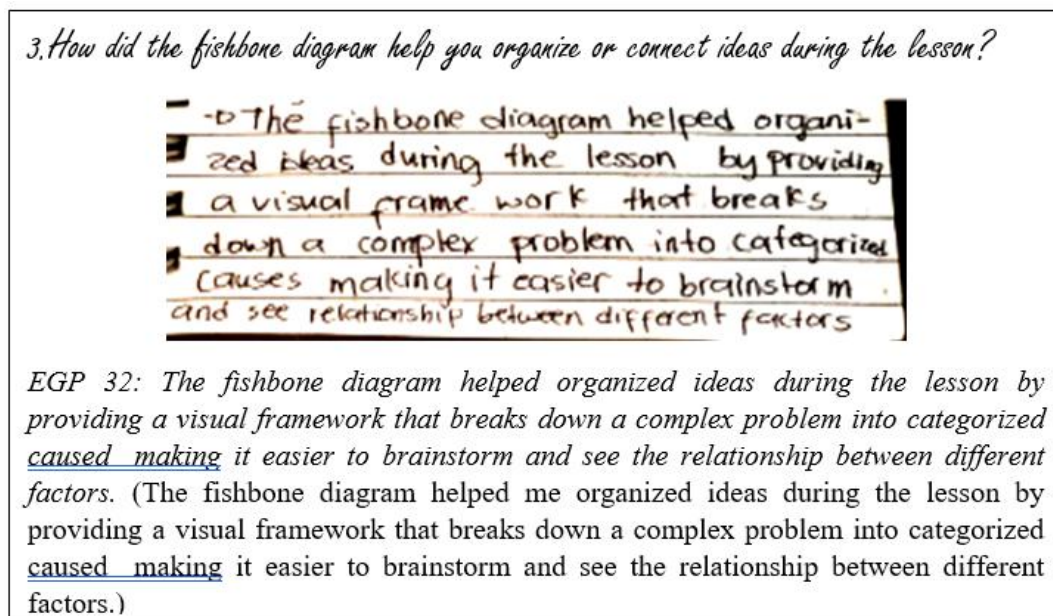 3.How did the fishbone diagram help you organize or connect ideas during the lesson?
-D The fishbone diagram helped organi-
zed ideas during the lesson by providing
a visual frame work that breaks
down a complex problem into categorized
causes making it easier to brainstorm
and see relationship between different factors
EGP 32: The fishbone diagram helped organized ideas during the lesson by
providing a visual framework that breaks down a complex problem into categorized
caused making it easier to brainstorm and see the relationship between different
factors. (The fishbone diagram helped me organized ideas during the lesson by
providing a visual framework that breaks down a complex problem into categorized
caused making it easier to brainstorm and see the relationship between different
factors.)